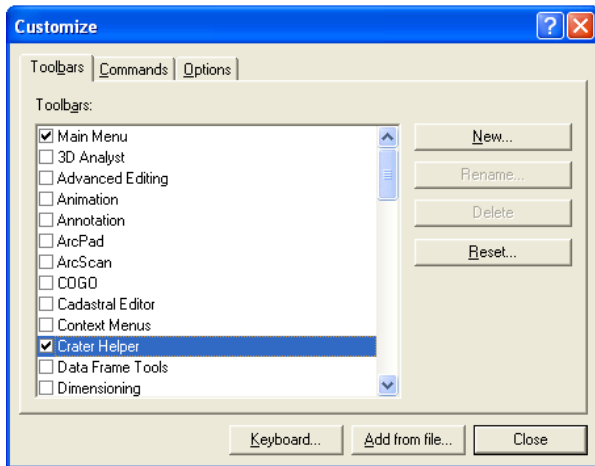 Customize
Toolbars Commands Options
Toolbars:
Main Menu
3D Analyst
Advanced Editing
Animation
Annotation
ArcPad
ArcScan
COGO
Cadastral Editor
Context Menus
Crater Helper
Data Frame Tools
Dimensioning
New...
Rename...
Delete
Reset...
Keyboard... Add from file... Close